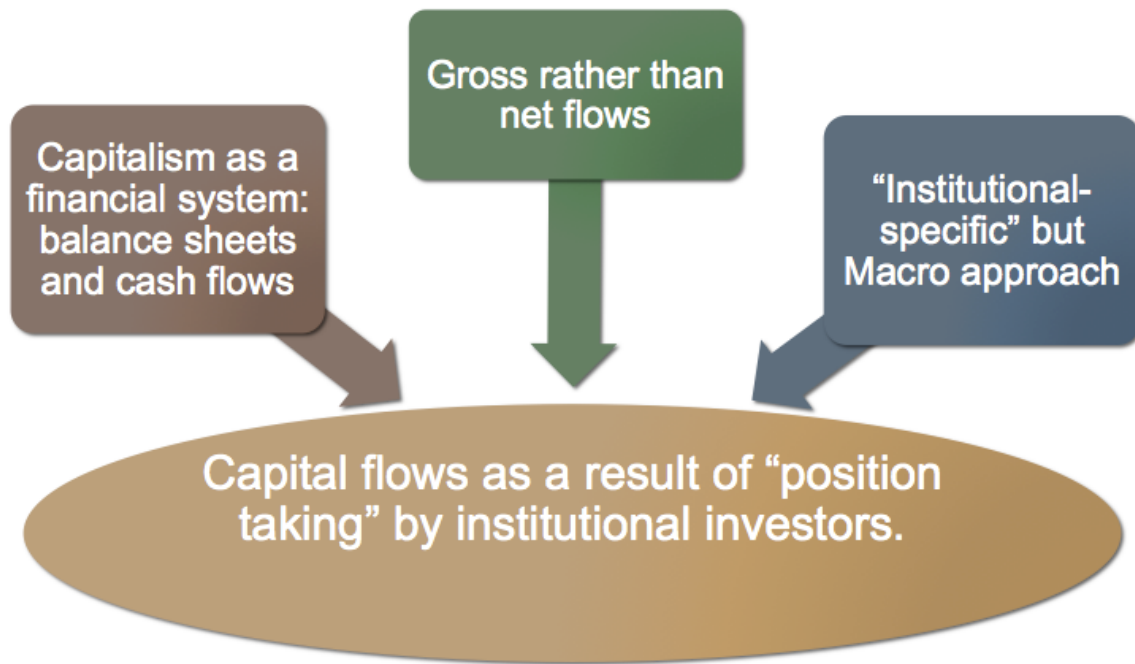 Gross rather than
net flows
Capitalism as a
financial system:
balance sheets
and cash flows
“Institutional-
specific” but
Macro approach
Capital flows as a result of “position
taking” by institutional investors.